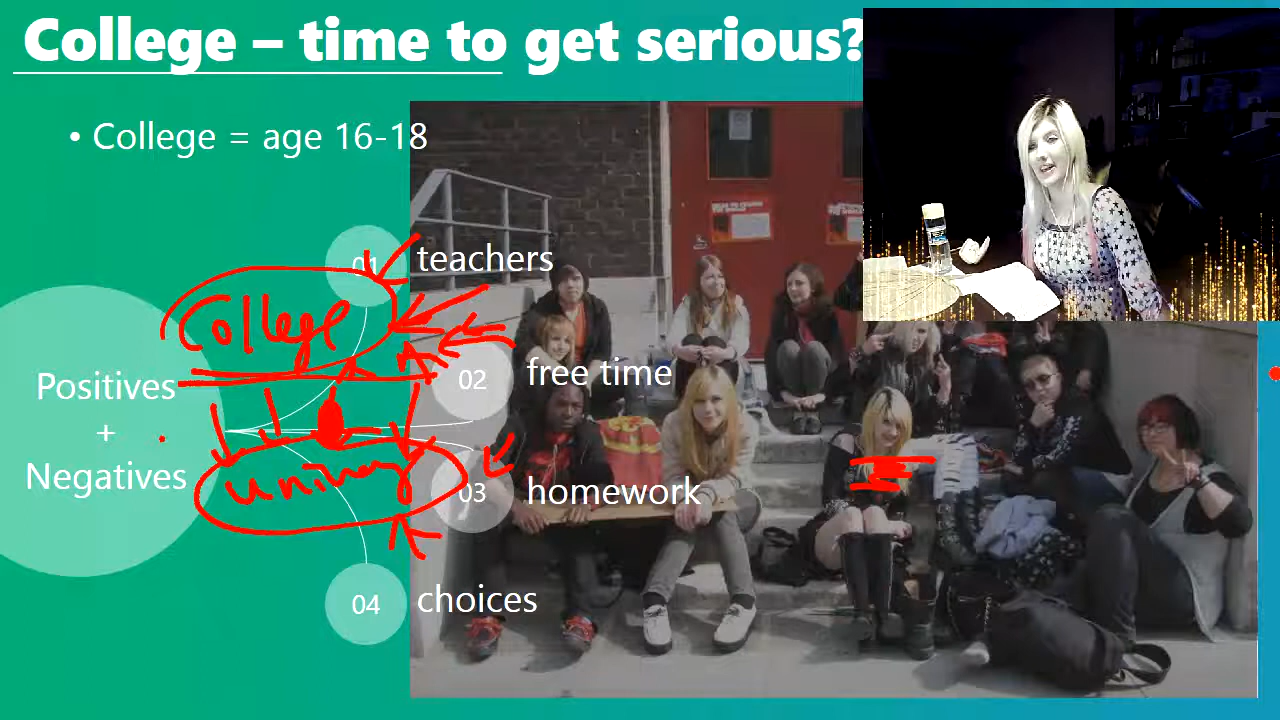 College – time to get serious?
• College = age 16-18
01 teachers
College
02 free time
Positives
+
Negatives
03 homework
04 choices